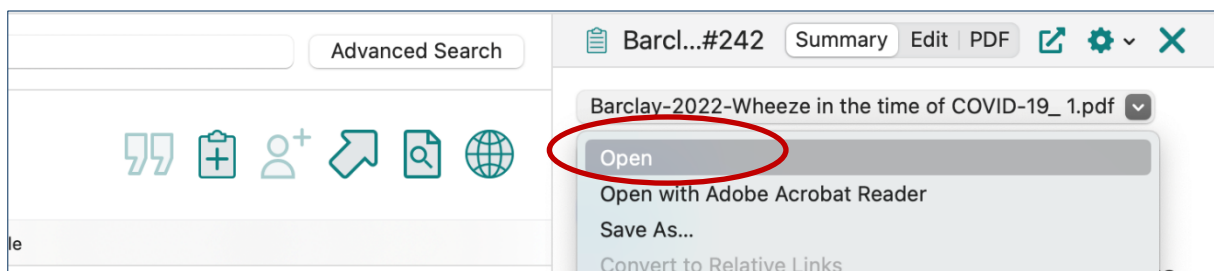 Advanced Search
Barcl...#242 Summary Edit PDF
Barclay-2022-Wheeze in the time of COVID-19_ 1.pdf
Open
Open with Adobe Acrobat Reader
Save As...
Convert to Relative Links
le